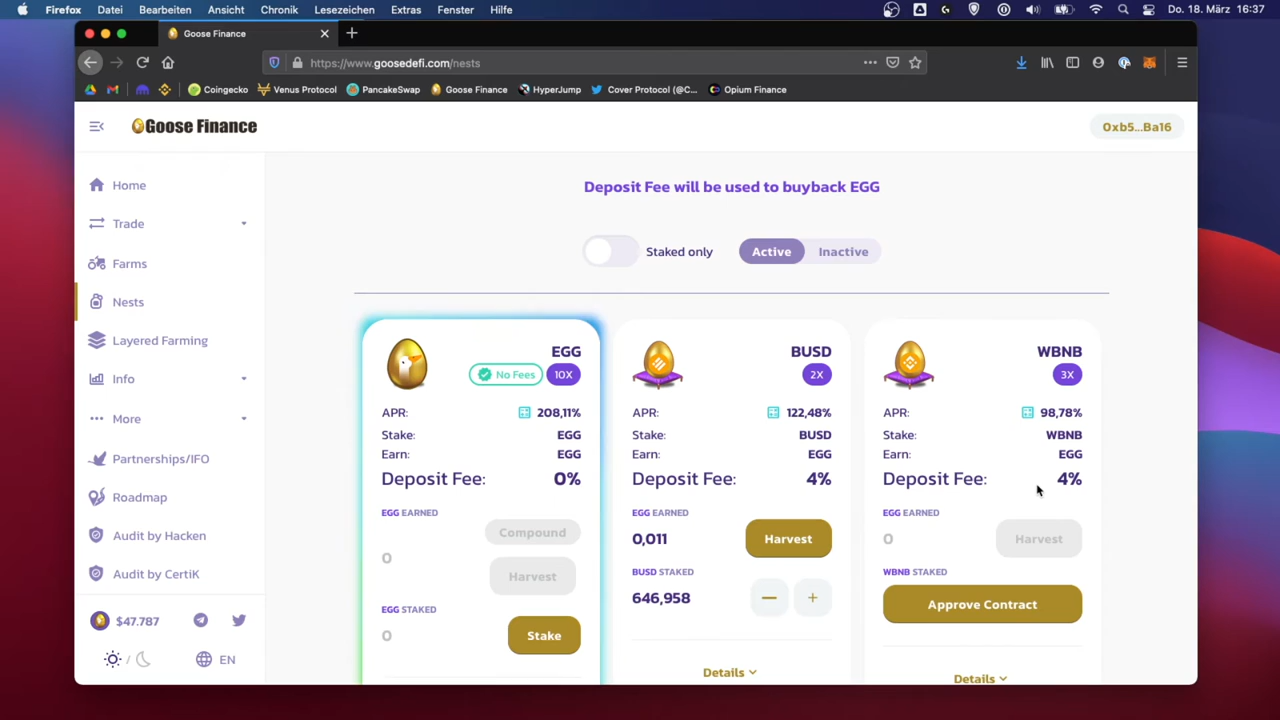 Firefox Datei Bearbeiten Ansicht Chronik Lesezeichen Extras Fenster Hilfe Do. 18. März 16:37
Goose Finance
https://www.goosedefi.com/nests
Coingecko Venus Protocol PancakeSwap Goose Finance HyperJump Cover Protocol (@C... Opium Finance
Goose Finance
0xb5...Ba16
Home
Trade
Farms
Nests
Layered Farming
Info
More
Partnerships/IFO
Roadmap
Audit by Hacken
Audit by CertiK
$47.787
EN
Deposit Fee will be used to buyback EGG
Staked only Active Inactive
EGG
No Fees 10X
APR: 208,11%
Stake: EGG
Earn: EGG
Deposit Fee: 0%
EGG EARNED
Compound
0
Harvest
EGG STAKED
0
Stake
BUSD
2X
APR: 122,48%
Stake: BUSD
Earn: EGG
Deposit Fee: 4%
EGG EARNED
0,011 Harvest
BUSD STAKED
646,958
Details
WBNB
3X
APR: 98,78%
Stake: WBNB
Earn: EGG
Deposit Fee: 4%
EGG EARNED
0 Harvest
WBNB STAKED
Approve Contract
Details